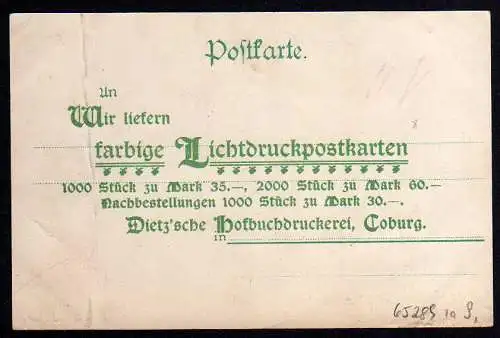 Postkarte.
An
Wir liefern
farbige Lichtdruckpostkarten
1000 Stück zu Mark 35.–, 2000 Stück zu Mark 60.–
Nachbestellungen 1000 Stück zu Mark 30.–.
Dietz'sche Hofbuchdruckerei, Coburg.
in
65289